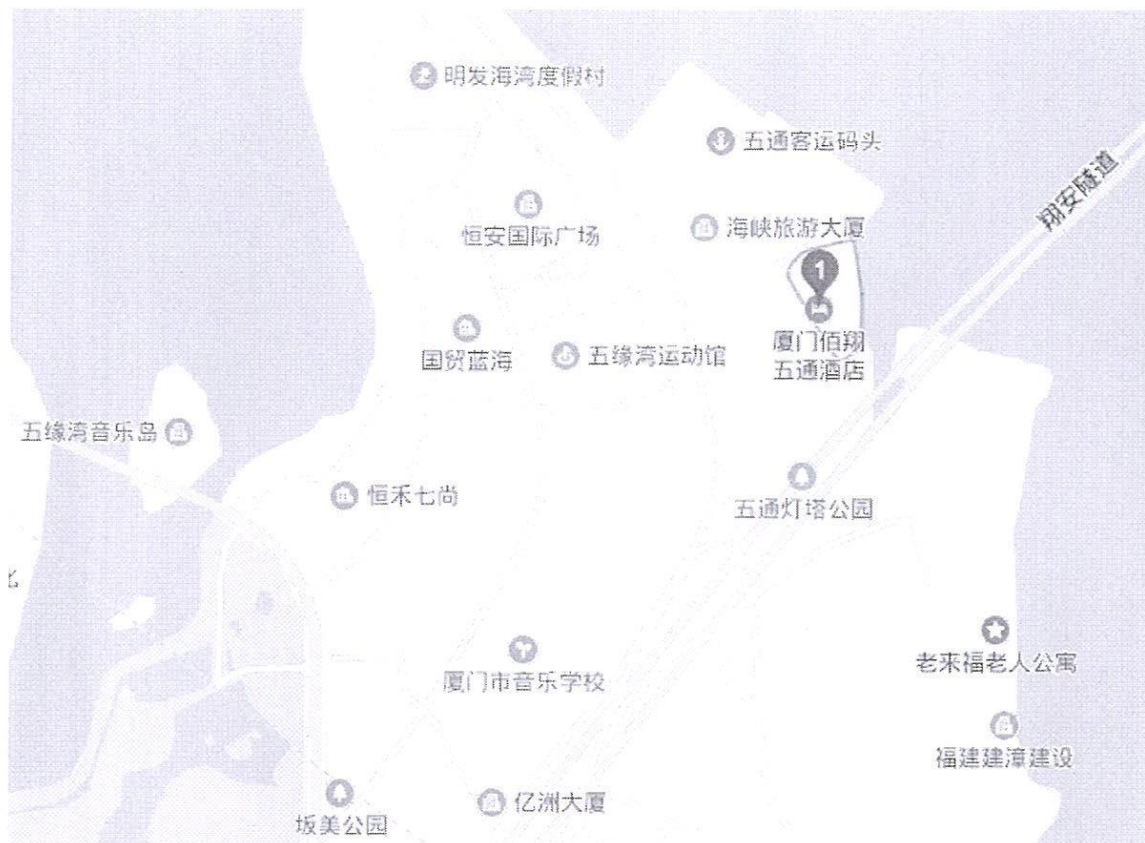 明发海湾度假村
五通客运码头
翔安隧道
恒安国际广场
海峡旅游大厦
1
国贸蓝海
五缘湾运动馆
厦门佰翔
五通酒店
五缘湾音乐岛
恒禾七尚
五通灯塔公园
老来福老人公寓
厦门市音乐学校
福建建漳建设
亿洲大厦
坂美公园